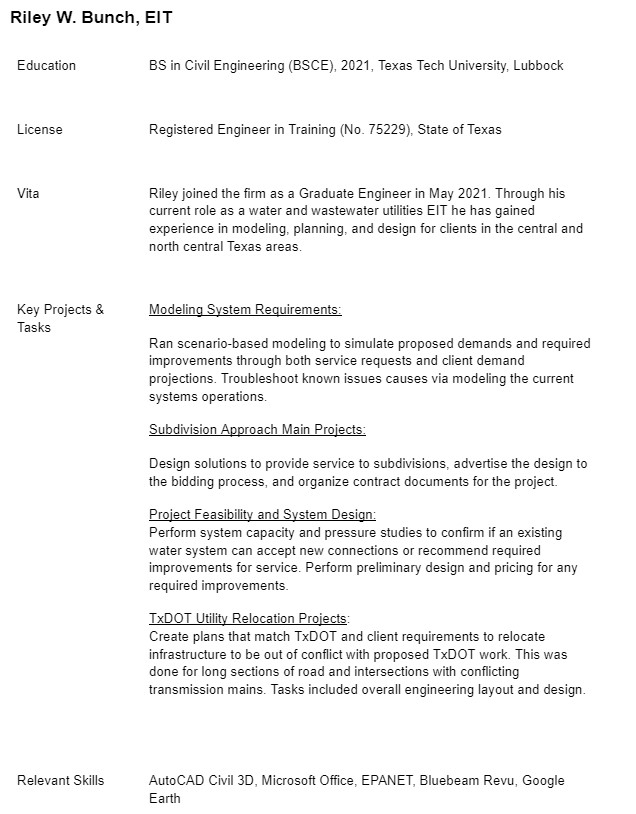 Riley W. Bunch, EIT
Education
BS in Civil Engineering (BSCE), 2021, Texas Tech University, Lubbock
License
Registered Engineer in Training (No. 75229), State of Texas
Vita
Riley joined the firm as a Graduate Engineer in May 2021. Through his
current role as a water and wastewater utilities EIT he has gained
experience in modeling, planning, and design for clients in the central and
north central Texas areas.
Key Projects &
Tasks
Modeling System Requirements:
Ran scenario-based modeling to simulate proposed demands and required
improvements through both service requests and client demand
projections. Troubleshoot known issues causes via modeling the current
systems operations.
Subdivision Approach Main Projects:
Design solutions to provide service to subdivisions, advertise the design to
the bidding process, and organize contract documents for the project.
Project Feasibility and System Design:
Perform system capacity and pressure studies to confirm if an existing
water system can accept new connections or recommend required
improvements for service. Perform preliminary design and pricing for any
required improvements.
TxDOT Utility Relocation Projects:
Create plans that match TxDOT and client requirements to relocate
infrastructure to be out of conflict with proposed TxDOT work. This was
done for long sections of road and intersections with conflicting
transmission mains. Tasks included overall engineering layout and design.
Relevant Skills
AutoCAD Civil 3D, Microsoft Office, EPANET, Bluebeam Revu, Google
Earth